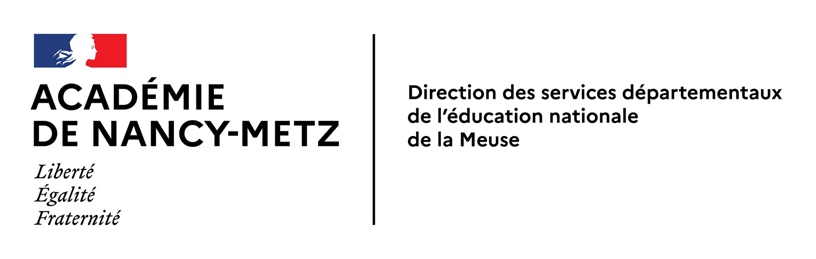 ACADÉMIE
DE NANCY-METZ
Liberté
Égalité
Fraternité
Direction des services départementaux
de l'éducation nationale
de la Meuse